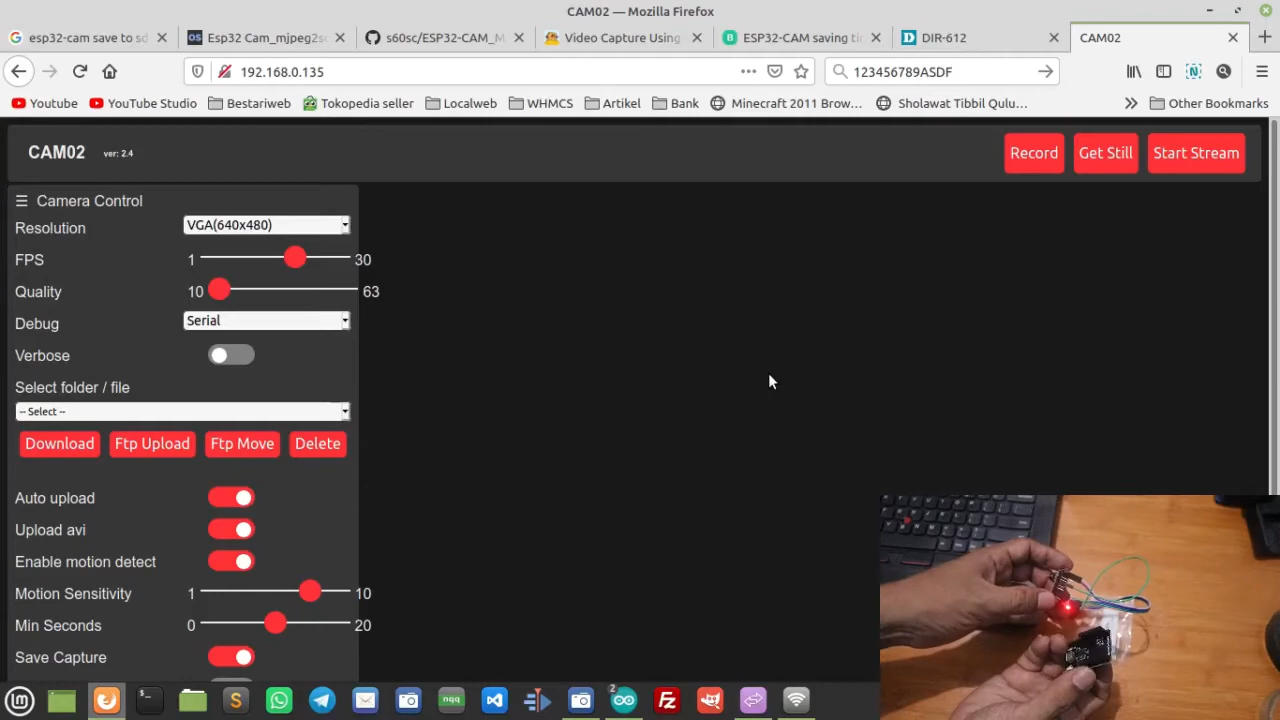 CAM02 — Mozilla Firefox
esp32-cam save to sd
Esp32 Cam_mjpeg2s
s60sc/ESP32-CAM_M
Video Capture Using
ESP32-CAM saving ti
DIR-612
CAM02
192.168.0.135
123456789ASDF
Youtube
YouTube Studio
Bestariweb
Tokopedia seller
Localweb
WHMCS
Artikel
Bank
Minecraft 2011 Brow...
Sholawat Tibbil Qulu...
Other Bookmarks
CAM02 ver: 2.4
Record
Get Still
Start Stream
☰ Camera Control
Resolution VGA(640x480)
FPS 1 30
Quality 10 63
Debug Serial
Verbose
Select folder / file
-- Select --
Download
Ftp Upload
Ftp Move
Delete
Auto upload
Upload avi
Enable motion detect
Motion Sensitivity 1 10
Min Seconds 0 20
Save Capture
nqq
2